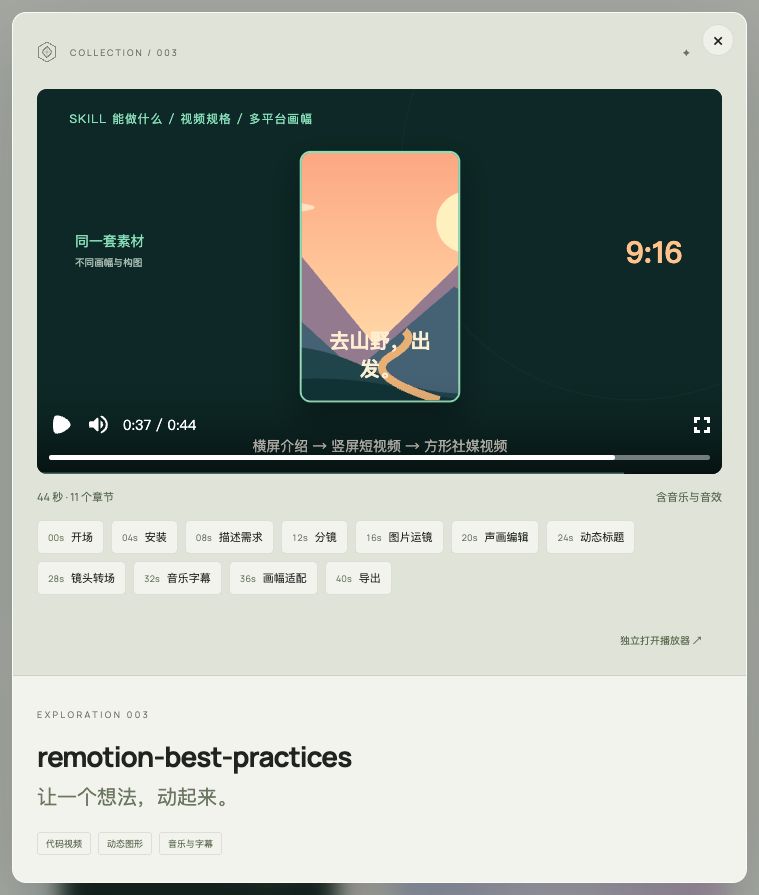 COLLECTION / 003
SKILL 能做什么 / 视频规格 / 多平台画幅
同一套素材
不同画幅与构图
9:16
去山野，出
发。
0:37 / 0:44
横屏介绍 → 竖屏短视频 → 方形社媒视频
44 秒 · 11 个章节
含音乐与音效
00s 开场
04s 安装
08s 描述需求
12s 分镜
16s 图片运镜
20s 声画编辑
24s 动态标题
28s 镜头转场
32s 音乐字幕
36s 画幅适配
40s 导出
独立打开播放器 ↗
EXPLORATION 003
remotion-best-practices
让一个想法，动起来。
代码视频
动态图形
音乐与字幕